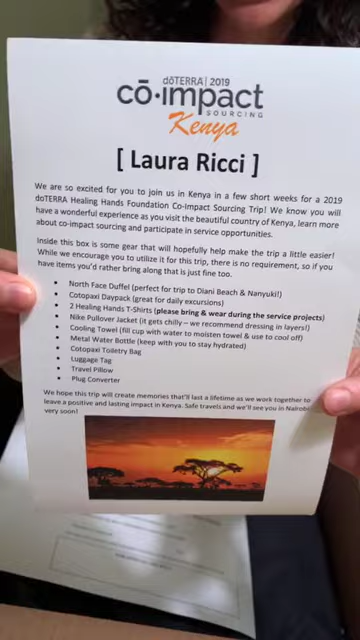 dōTERRA | 2019
cō·impact
SOURCING
Kenya
[ Laura Ricci ]
We are so excited for you to join us in Kenya in a few short weeks for a 2019
doTERRA Healing Hands Foundation Co-Impact Sourcing Trip! We know you will
have a wonderful experience as you visit the beautiful country of Kenya, learn more
about co-impact sourcing and participate in service opportunities.
Inside this box is some gear that will hopefully help make the trip a little easier!
While we encourage you to utilize it for this trip, there is no requirement, so if you
have items you'd rather bring along that is just fine too.
• North Face Duffel (perfect for trip to Diani Beach & Nanyuki!)
• Cotopaxi Daypack (great for daily excursions)
• 2 Healing Hands T-Shirts (please bring & wear during the service projects)
• Nike Pullover Jacket (it gets chilly – we recommend dressing in layers!)
• Cooling Towel (fill cup with water to moisten towel & use to cool off)
• Metal Water Bottle (keep with you to stay hydrated)
• Cotopaxi Toiletry Bag
• Luggage Tag
• Travel Pillow
• Plug Converter
We hope this trip will create memories that'll last a lifetime as we work together to
leave a positive and lasting impact in Kenya. Safe travels and we'll see you in Nairobi
very soon!